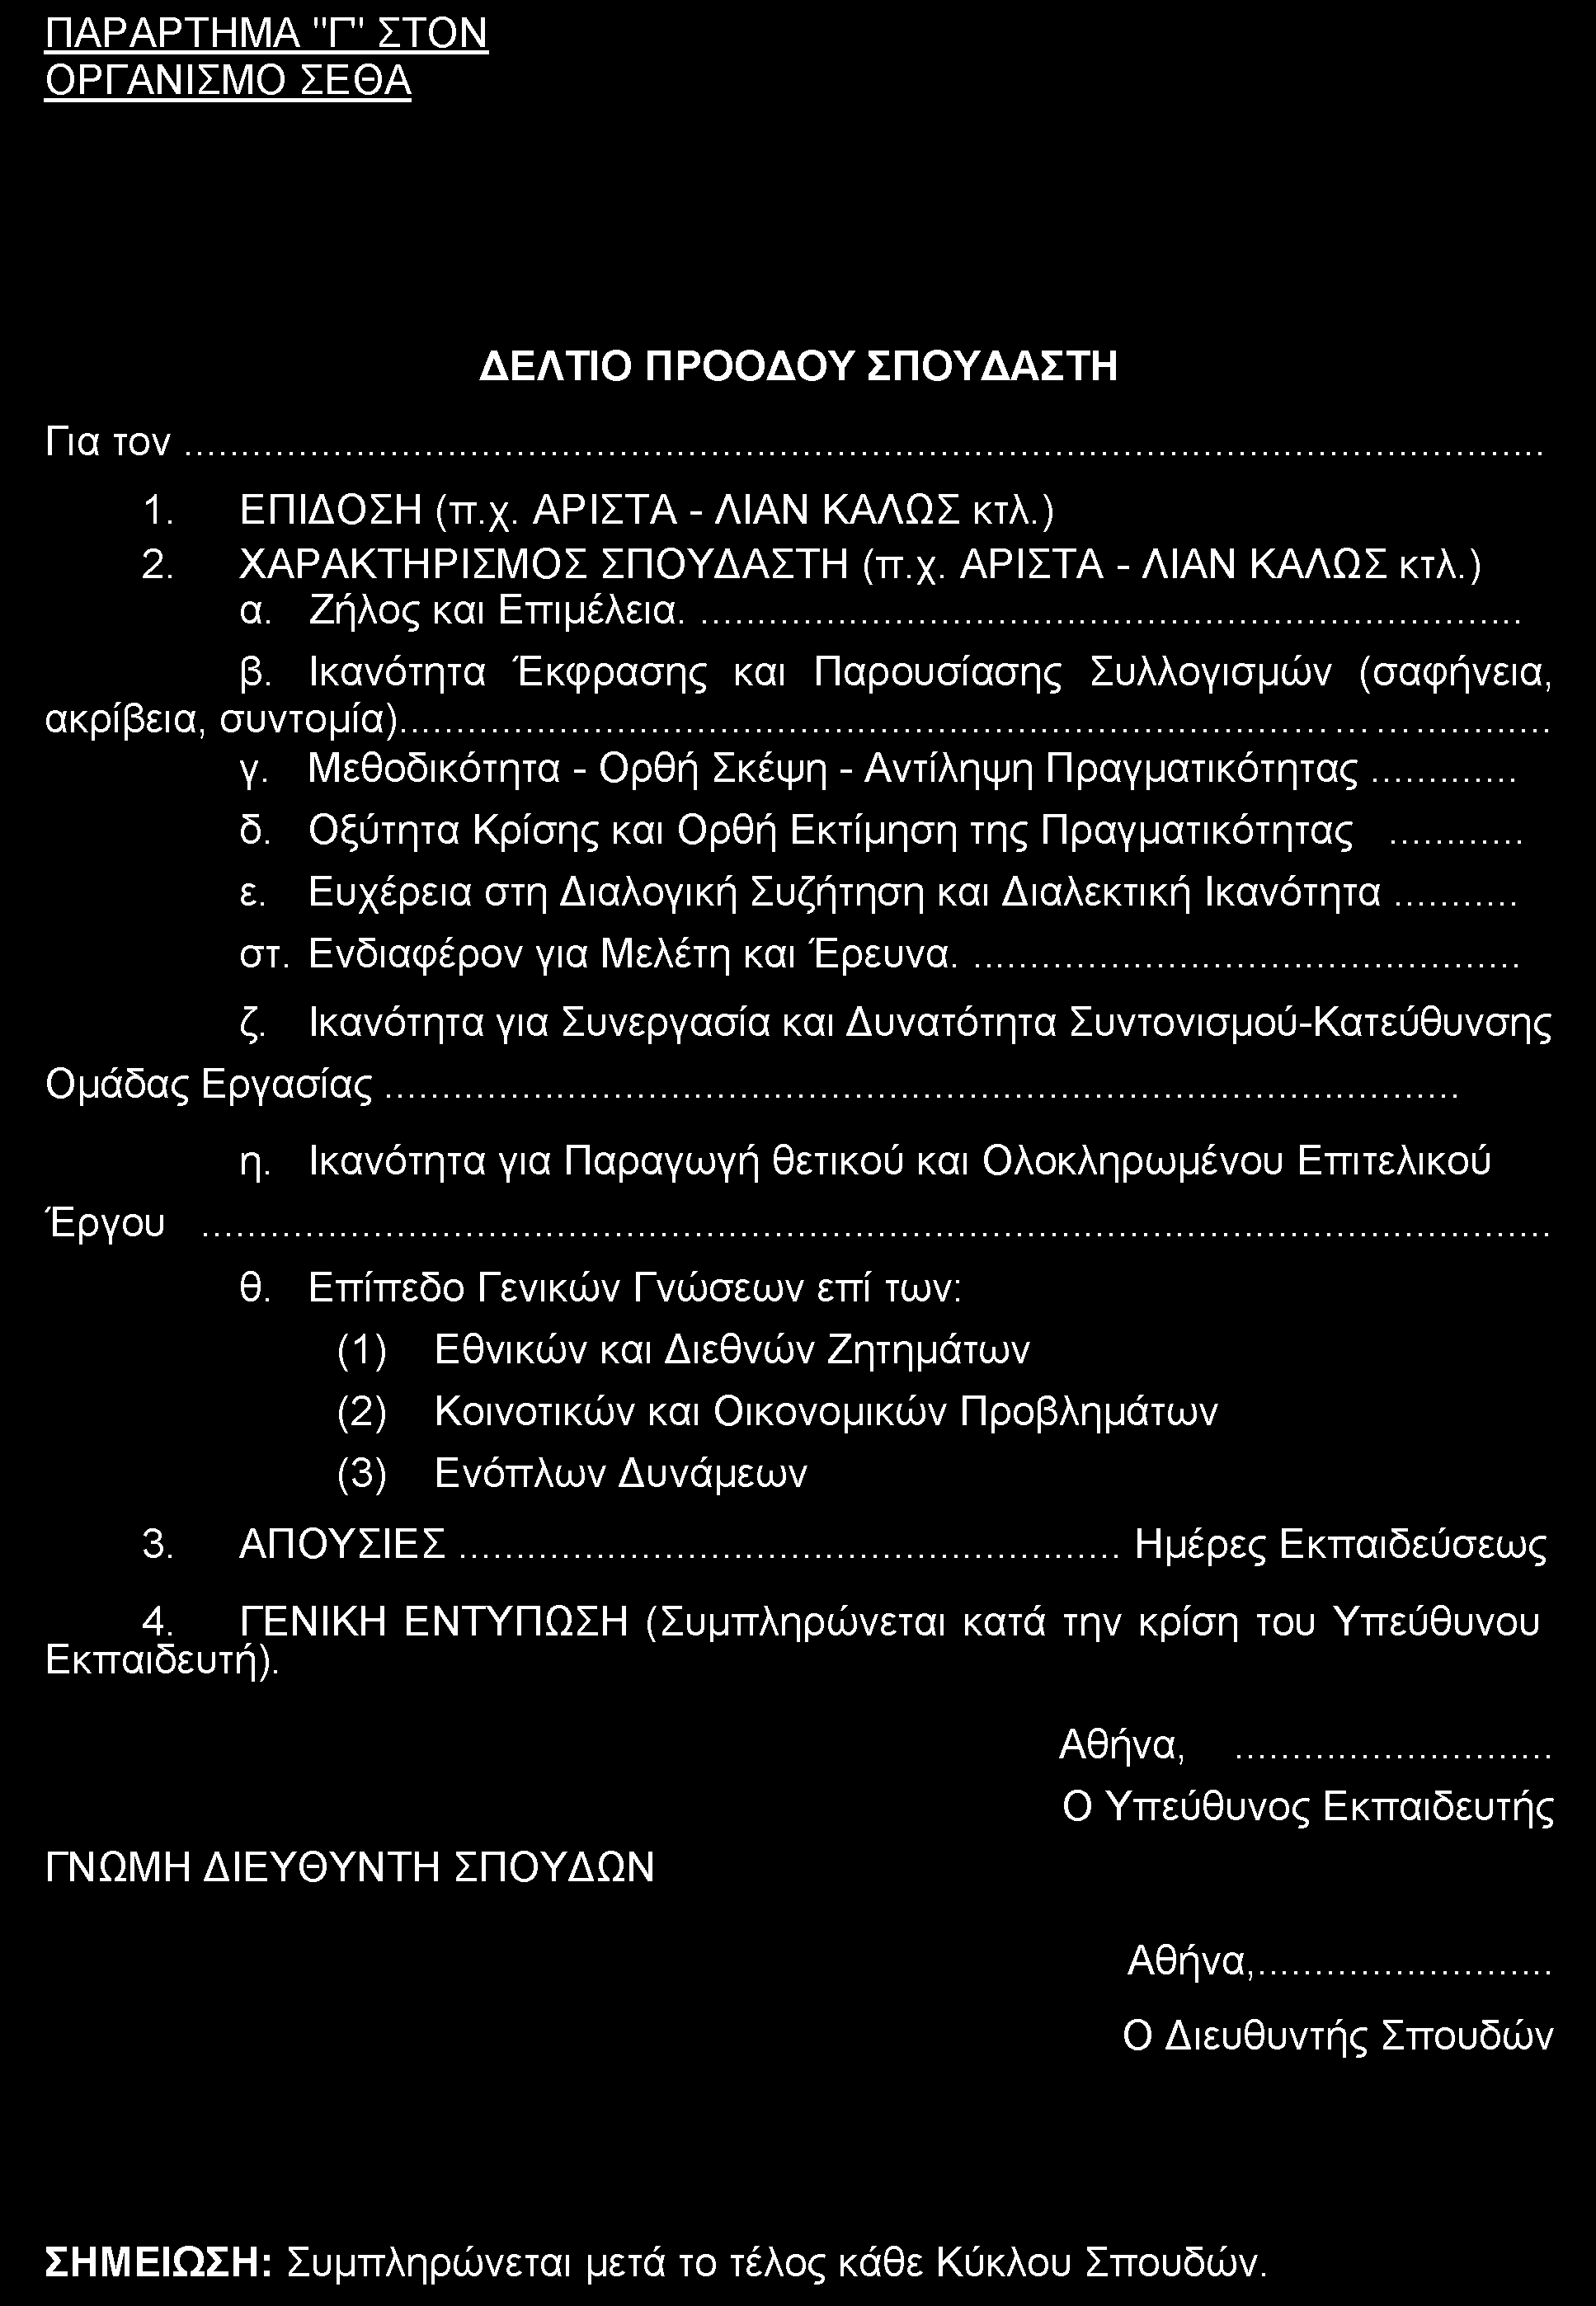 ΠΑΡΑΡΤΗΜΑ "Γ" ΣΤΟΝ
ΟΡΓΑΝΙΣΜΟ ΣΕΘΑ
ΔΕΛΤΙΟ ΠΡΟΟΔΟΥ ΣΠΟΥΔΑΣΤΗ
Για τον ..........................................................................................
1. ΕΠΙΔΟΣΗ (π.χ. ΑΡΙΣΤΑ - ΛΙΑΝ ΚΑΛΩΣ κτλ.)
2. ΧΑΡΑΚΤΗΡΙΣΜΟΣ ΣΠΟΥΔΑΣΤΗ (π.χ. ΑΡΙΣΤΑ - ΛΙΑΝ ΚΑΛΩΣ κτλ.)
α. Ζήλος και Επιμέλεια. ......................................................
β. Ικανότητα Έκφρασης και Παρουσίασης Συλλογισμών (σαφήνεια,
ακρίβεια, συντομία)............................................................................
γ. Μεθοδικότητα - Ορθή Σκέψη - Αντίληψη Πραγματικότητας .............
δ. Οξύτητα Κρίσης και Ορθή Εκτίμηση της Πραγματικότητας ............
ε. Ευχέρεια στη Διαλογική Συζήτηση και Διαλεκτική Ικανότητα ...........
στ. Ενδιαφέρον για Μελέτη και Έρευνα. ....................................
ζ. Ικανότητα για Συνεργασία και Δυνατότητα Συντονισμού-Κατεύθυνσης
Ομάδας Εργασίας .......................................................................
η. Ικανότητα για Παραγωγή θετικού και Ολοκληρωμένου Επιτελικού
Έργου .........................................................................................
θ. Επίπεδο Γενικών Γνώσεων επί των:
(1) Εθνικών και Διεθνών Ζητημάτων
(2) Κοινοτικών και Οικονομικών Προβλημάτων
(3) Ενόπλων Δυνάμεων
3. ΑΠΟΥΣΙΕΣ ............................................ Ημέρες Εκπαιδεύσεως
4. ΓΕΝΙΚΗ ΕΝΤΥΠΩΣΗ (Συμπληρώνεται κατά την κρίση του Υπεύθυνου
Εκπαιδευτή).
Αθήνα, .....................
Ο Υπεύθυνος Εκπαιδευτής
ΓΝΩΜΗ ΔΙΕΥΘΥΝΤΗ ΣΠΟΥΔΩΝ
Αθήνα,....................
Ο Διευθυντής Σπουδών
ΣΗΜΕΙΩΣΗ: Συμπληρώνεται μετά το τέλος κάθε Κύκλου Σπουδών.